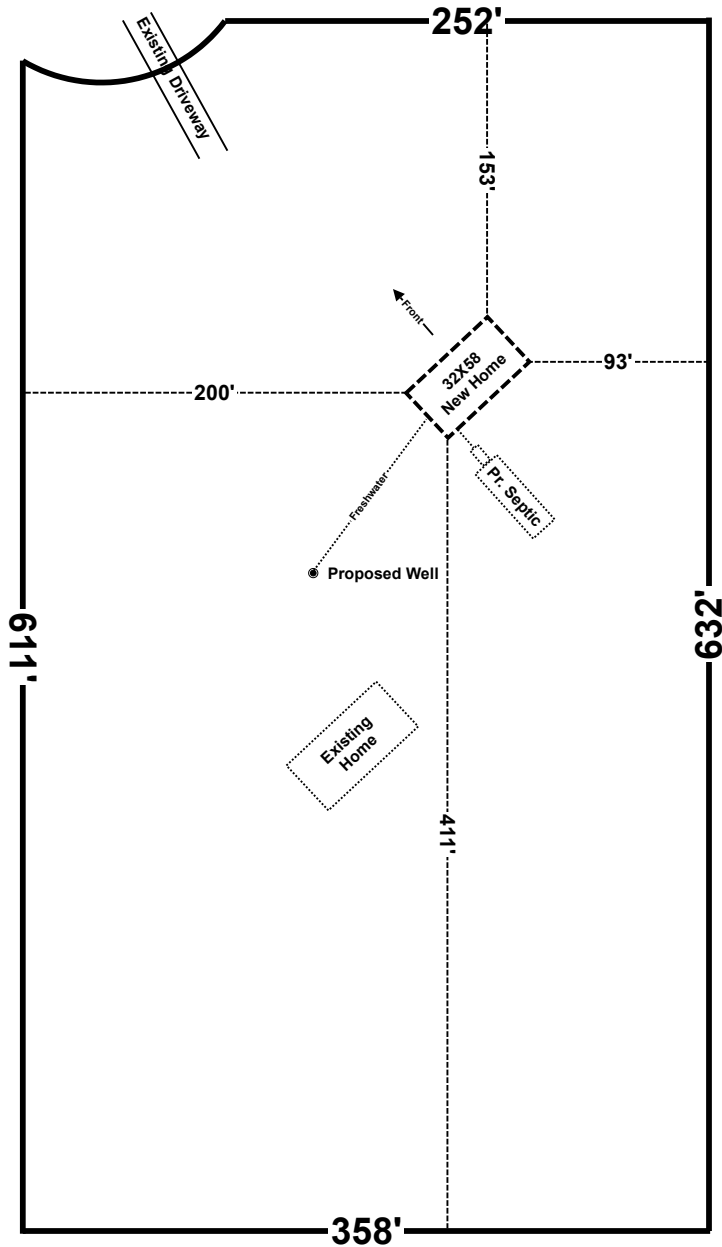 252'
Existing Driveway
153'
Front
32X58
New Home
93'
200'
Pr. Septic
Freshwater
Proposed Well
611'
632'
Existing
Home
411'
358'